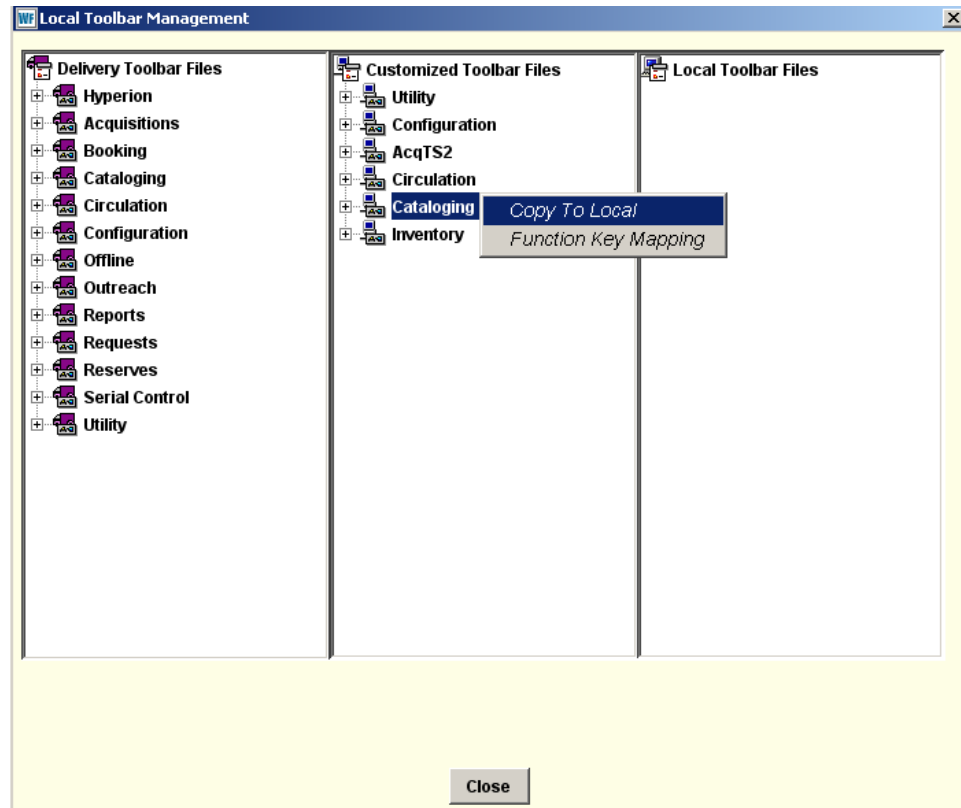 WF Local Toolbar Management
Delivery Toolbar Files
Hyperion
Acquisitions
Booking
Cataloging
Circulation
Configuration
Offline
Outreach
Reports
Requests
Reserves
Serial Control
Utility
Customized Toolbar Files
Utility
Configuration
AcqTS2
Circulation
Cataloging
Inventory
Copy To Local
Function Key Mapping
Local Toolbar Files
Close